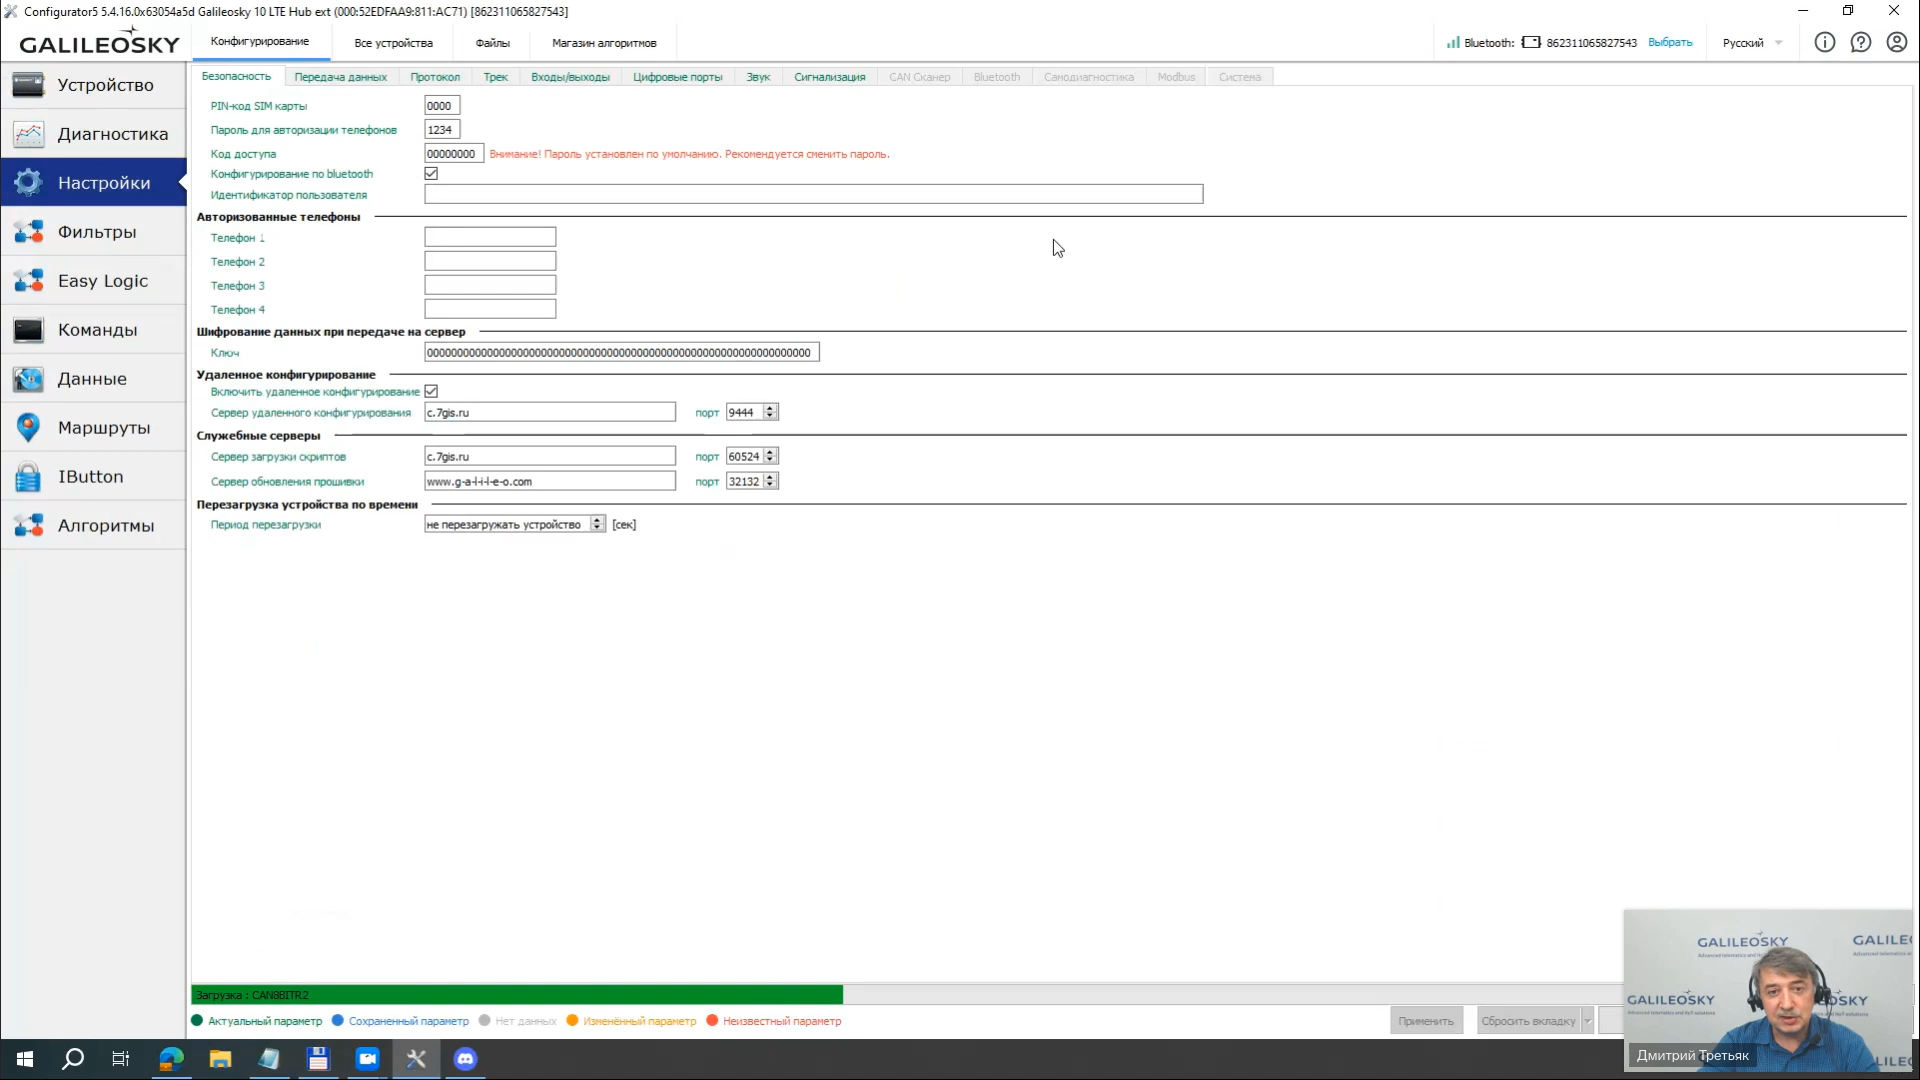 Configurator5 5.4.16.0x63054a5d Galileosky 10 LTE Hub ext (000:52EDFAA9:811:AC71) [862311065827543]
GALILEOSKY
Конфигурирование
Все устройства
Файлы
Магазин алгоритмов
Bluetooth:
862311065827543
Выбрать
Русский
Безопасность
Передача данных
Протокол
Трек
Входы/выходы
Цифровые порты
Звук
Сигнализация
CAN Сканер
Bluetooth
Самодиагностика
Modbus
Система
Устройство
Диагностика
Настройки
Фильтры
Easy Logic
Команды
Данные
Маршруты
IButton
Алгоритмы
PIN-код SIM карты 0000
Пароль для авторизации телефонов 1234
Код доступа 00000000 Внимание! Пароль установлен по умолчанию. Рекомендуется сменить пароль.
Конфигурирование по bluetooth
Идентификатор пользователя
Авторизованные телефоны
Телефон 1
Телефон 2
Телефон 3
Телефон 4
Шифрование данных при передаче на сервер
Ключ 0000000000000000000000000000000000000000000000000000000000000000
Удаленное конфигурирование
Включить удаленное конфигурирование
Сервер удаленного конфигурирования c.7gis.ru порт 9444
Служебные серверы
Сервер загрузки скриптов c.7gis.ru порт 60524
Сервер обновления прошивки www.g-a-l-i-l-e-o.com порт 32132
Перезагрузка устройства по времени
Период перезагрузки не перезагружать устройство [сек]
Загрузка : CAN8BITR2
Актуальный параметр
Сохраненный параметр
Нет данных
Изменённый параметр
Неизвестный параметр
Применить
Сбросить вкладку
GALILEOSKY
GALILE
GALILEOSKY
Дмитрий Третьяк